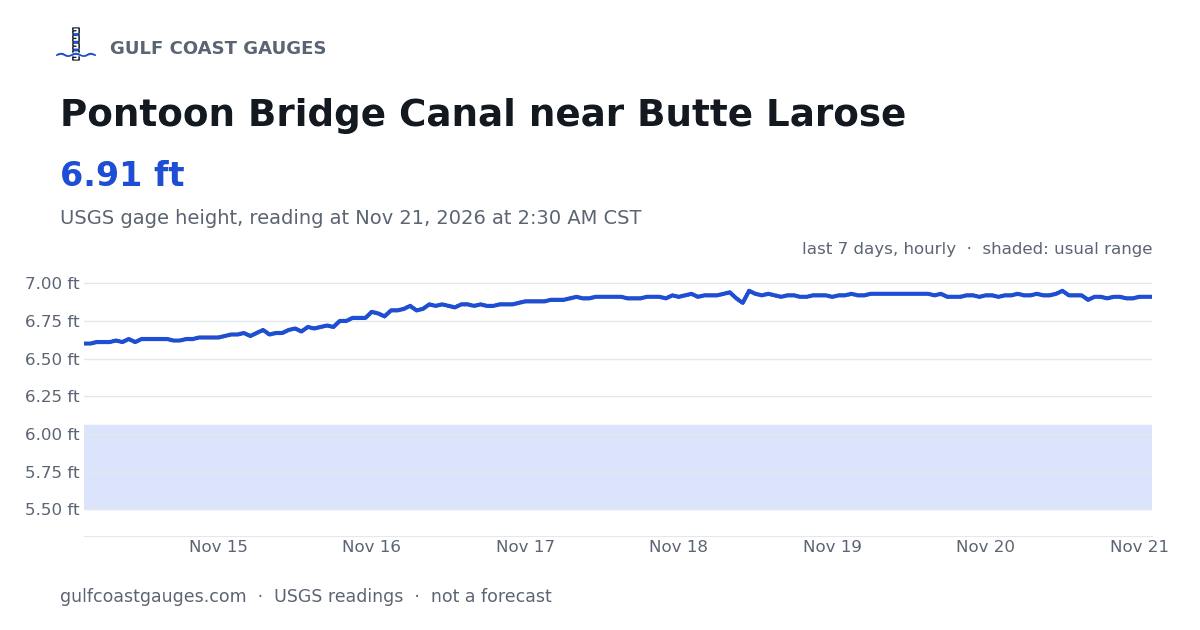 GULF COAST GAUGES
Pontoon Bridge Canal near Butte Larose
6.91 ft
USGS gage height, reading at Nov 21, 2026 at 2:30 AM CST
last 7 days, hourly · shaded: usual range
7.00 ft
6.75 ft
6.50 ft
6.25 ft
6.00 ft
5.75 ft
5.50 ft
Nov 15 Nov 16 Nov 17 Nov 18 Nov 19 Nov 20 Nov 21
gulfcoastgauges.com · USGS readings · not a forecast